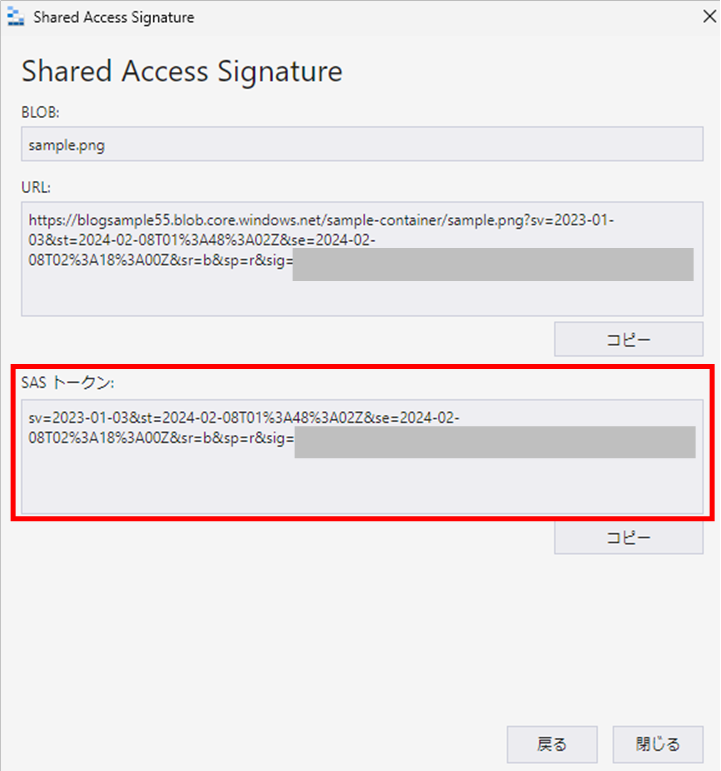 Shared Access Signature
Shared Access Signature
BLOB:
sample.png
URL:
https://blogsample55.blob.core.windows.net/sample-container/sample.png?sv=2023-01-
03&st=2024-02-08T01%3A48%3A02Z&se=2024-02-
08T02%3A18%3A00Z&sr=b&sp=r&sig=
コピー
SAS トークン:
sv=2023-01-03&st=2024-02-08T01%3A48%3A02Z&se=2024-02-
08T02%3A18%3A00Z&sr=b&sp=r&sig=
コピー
戻る
閉じる